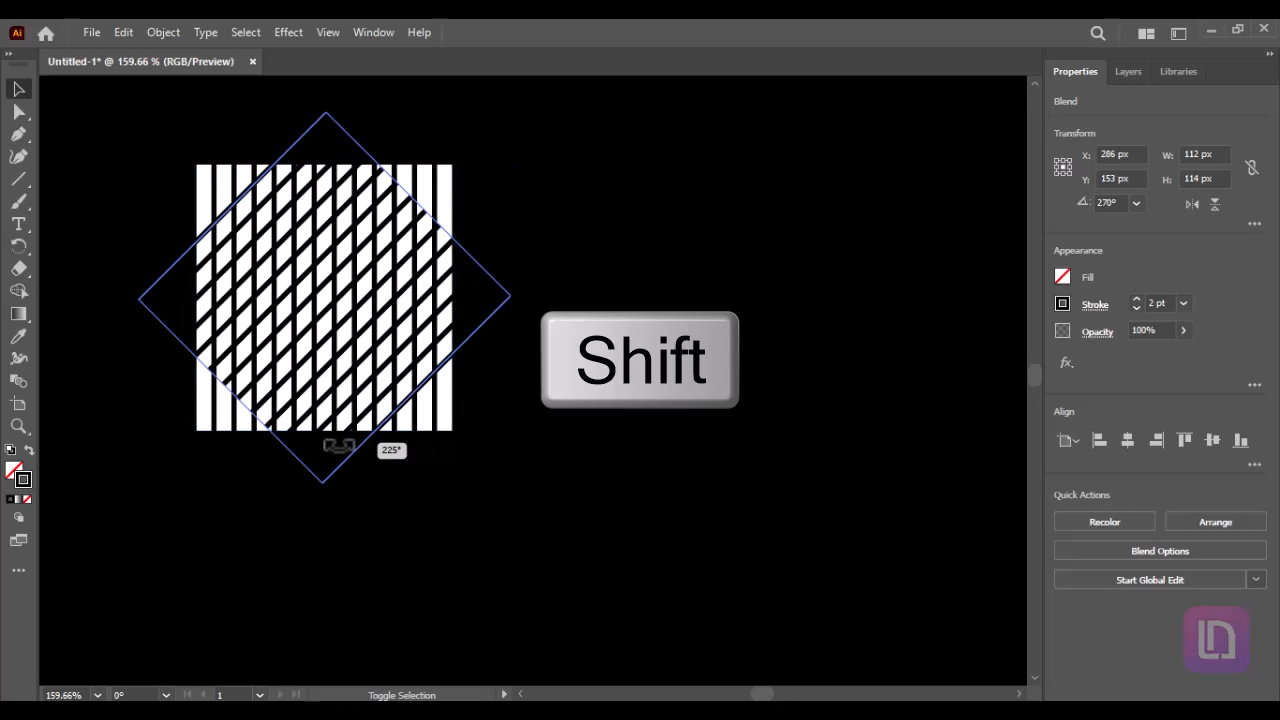 Ai File Edit Object Type Select Effect View Window Help
Untitled-1* @ 159.66 % (RGB/Preview) ×
Properties Layers Libraries
Blend
Transform
X: 286 px W: 112 px
Y: 153 px H: 114 px
270°
Appearance
Fill
Stroke 2 pt
Opacity 100%
fx.
Align
Quick Actions
Recolor Arrange
Blend Options
Start Global Edit
Shift
225°
159.66% 0° 1 Toggle Selection